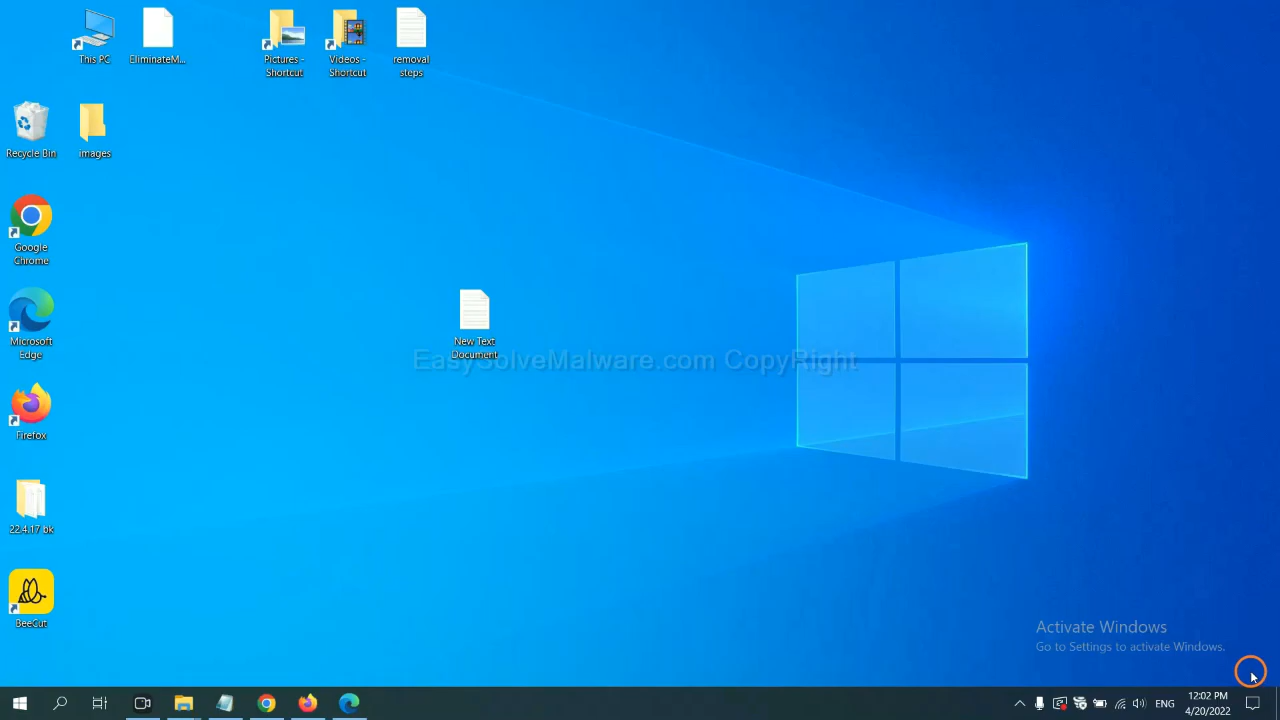 This PC
EliminateM...
Pictures -
Shortcut
Videos -
Shortcut
removal
steps
Recycle Bin
images
Google
Chrome
New Text
Document
Microsoft
Edge
EasySolveMalware.com CopyRight
Firefox
22.4.17 bk
BeeCut
Activate Windows
Go to Settings to activate Windows.
ENG
12:02 PM
4/20/2022